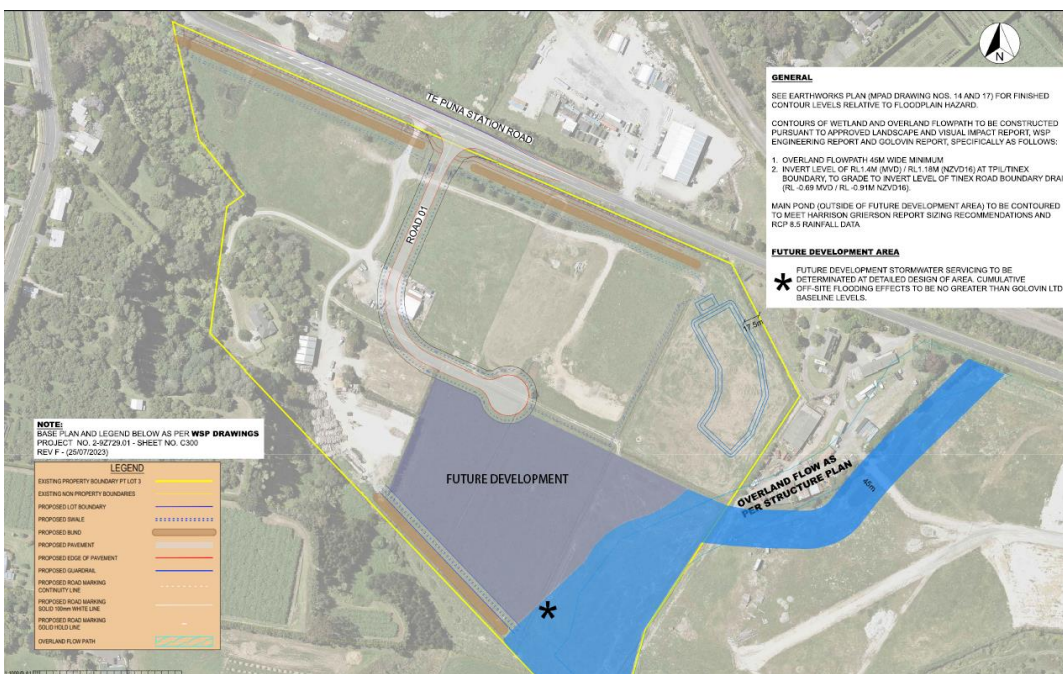 N
GENERAL
SEE EARTHWORKS PLAN (MPAD DRAWING NOS. 14 AND 17) FOR FINISHED
CONTOUR LEVELS RELATIVE TO FLOODPLAIN HAZARD.
CONTOURS OF WETLAND AND OVERLAND FLOWPATH TO BE CONSTRUCTED
PURSUANT TO APPROVED LANDSCAPE AND VISUAL IMPACT REPORT, WSP
ENGINEERING REPORT AND GOLOVIN REPORT, SPECIFICALLY AS FOLLOWS:
1. OVERLAND FLOWPATH 45M WIDE MINIMUM
2. INVERT LEVEL OF RL1.4M (MVD) / RL1.18M (NZVD16) AT TPIL/TINEX
BOUNDARY, TO GRADE TO INVERT LEVEL OF TINEX ROAD BOUNDARY DRAI
(RL -0.69 MVD / RL -0.91M NZVD16).
MAIN POND (OUTSIDE OF FUTURE DEVELOPMENT AREA) TO BE CONTOURED
TO MEET HARRISON GRIERSON REPORT SIZING RECOMMENDATIONS AND
RCP 8.5 RAINFALL DATA
FUTURE DEVELOPMENT AREA
* FUTURE DEVELOPMENT STORMWATER SERVICING TO BE
DETERMINED AT DETAILED DESIGN OF AREA. CUMULATIVE
OFF-SITE FLOODING EFFECTS TO BE NO GREATER THAN GOLOVIN LTD
BASELINE LEVELS.
TE PUNA STATION ROAD
ROAD 01
17.5m
FUTURE DEVELOPMENT
OVERLAND FLOW AS
PER STRUCTURE PLAN
45m
*
NOTE:
BASE PLAN AND LEGEND BELOW AS PER WSP DRAWINGS
PROJECT NO. 2-9Z729.01 - SHEET NO. C300
REV F - (25/07/2023)
LEGEND
EXISTING PROPERTY BOUNDARY PT LOT 3
EXISTING NON PROPERTY BOUNDARIES
PROPOSED LOT BOUNDARY
PROPOSED SWALE
PROPOSED BUND
PROPOSED PAVEMENT
PROPOSED EDGE OF PAVEMENT
PROPOSED GUARDRAIL
PROPOSED ROAD MARKING
CONTINUITY LINE
PROPOSED ROAD MARKING
SOLID 100mm WHITE LINE
PROPOSED ROAD MARKING
SOLID HOLD LINE
OVERLAND FLOW PATH